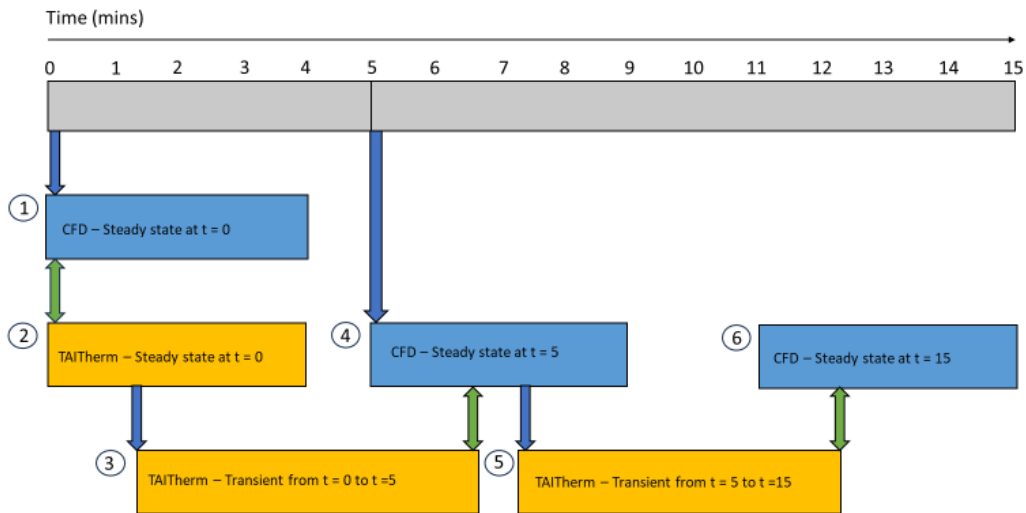 Time (mins)
0 1 2 3 4 5 6 7 8 9 10 11 12 13 14 15
1
CFD – Steady state at t = 0
2
TAITherm – Steady state at t = 0
4
CFD – Steady state at t = 5
6
CFD – Steady state at t = 15
3
TAITherm – Transient from t = 0 to t =5
5
TAITherm – Transient from t = 5 to t=15